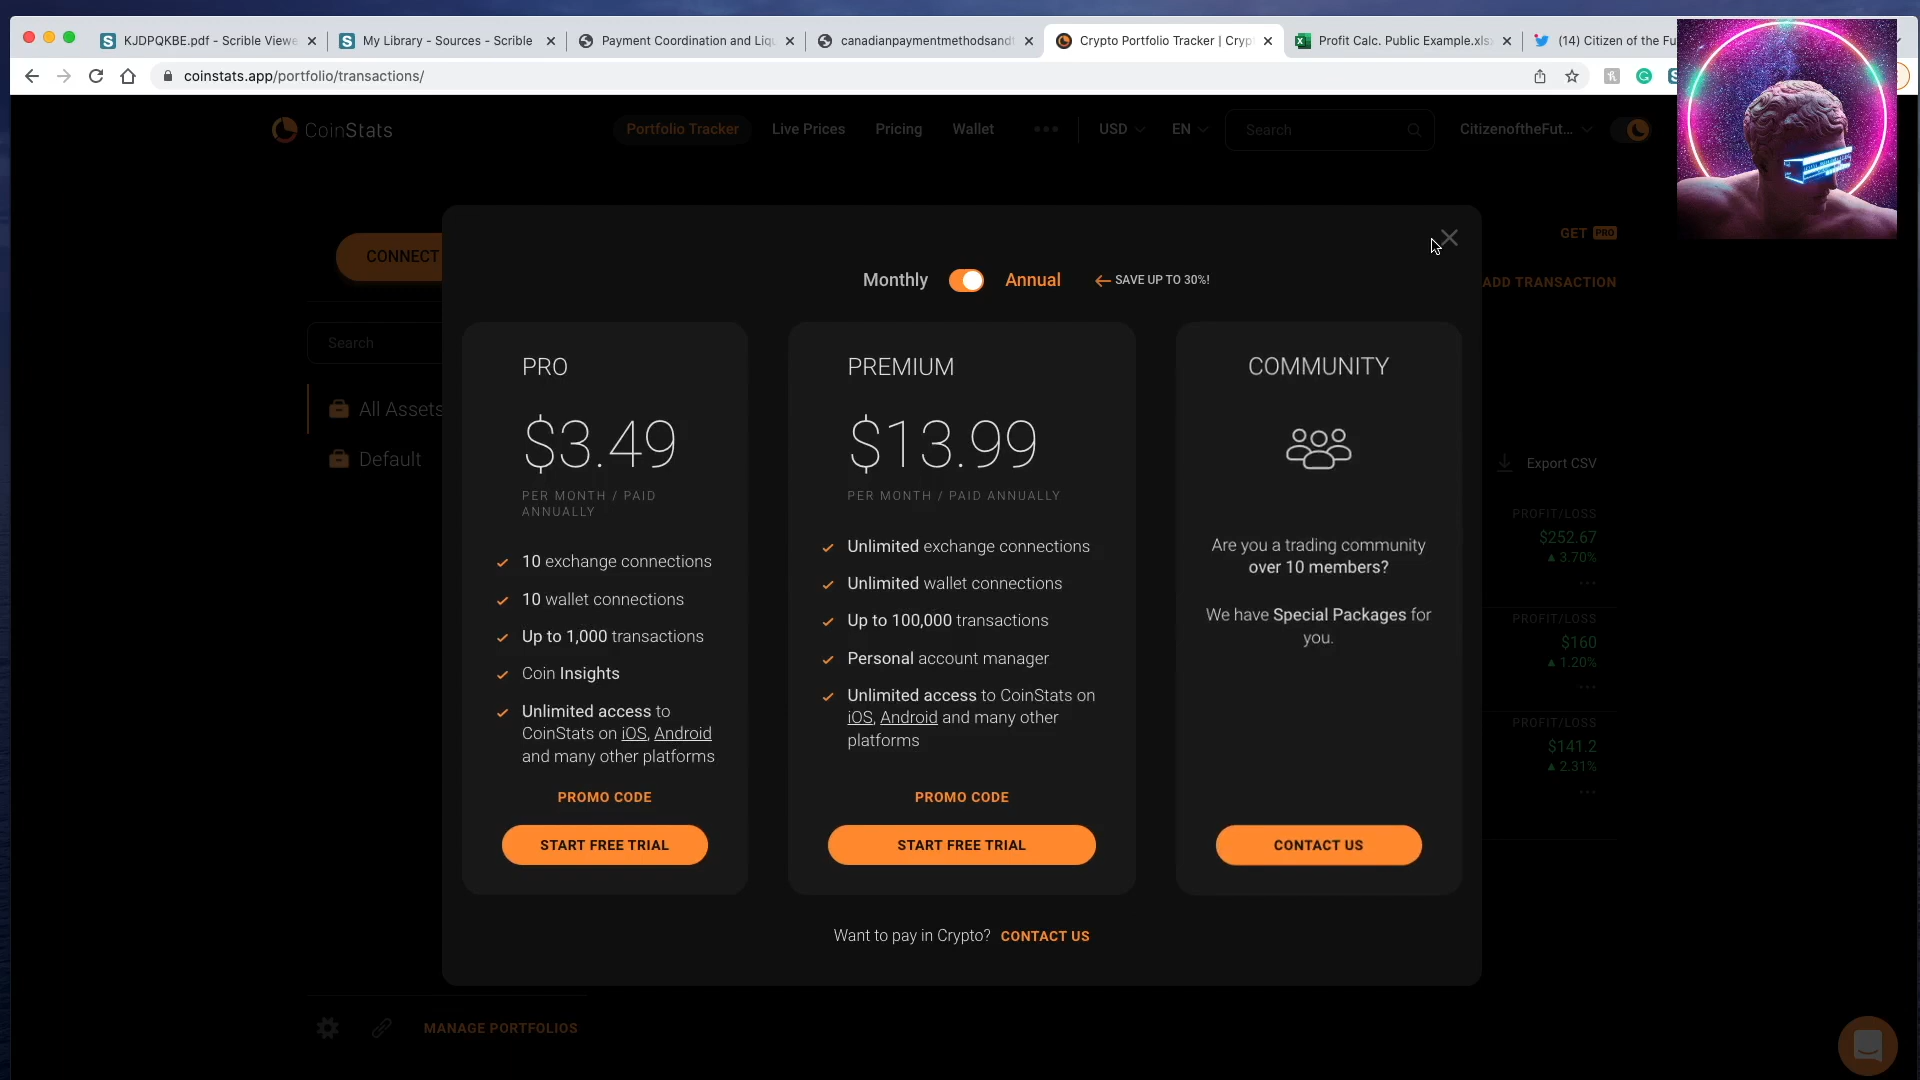 KJDPQKBE.pdf - Scrible Viewe
My Library - Sources - Scrible
Payment Coordination and Liq
canadianpaymentmethodsandt
Crypto Portfolio Tracker | Cryp
Profit Calc. Public Example.xls
(14) Citizen of the Fu
coinstats.app/portfolio/transactions/
CoinStats
Portfolio Tracker
Live Prices
Pricing
Wallet
USD
EN
Search
CitizenoftheFut...
CONNECT
GET PRO
ADD TRANSACTION
Monthly
Annual
SAVE UP TO 30%!
Search
All Assets
Default
PRO
$3.49
PER MONTH / PAID
ANNUALLY
10 exchange connections
10 wallet connections
Up to 1,000 transactions
Coin Insights
Unlimited access to
CoinStats on iOS, Android
and many other platforms
PROMO CODE
START FREE TRIAL
PREMIUM
$13.99
PER MONTH / PAID ANNUALLY
Unlimited exchange connections
Unlimited wallet connections
Up to 100,000 transactions
Personal account manager
Unlimited access to CoinStats on
iOS, Android and many other
platforms
PROMO CODE
START FREE TRIAL
COMMUNITY
Are you a trading community
over 10 members?
We have Special Packages for
you.
CONTACT US
Export CSV
PROFIT/LOSS
$252.67
3.70%
PROFIT/LOSS
$160
1.20%
PROFIT/LOSS
$141.2
2.31%
Want to pay in Crypto? CONTACT US
MANAGE PORTFOLIOS